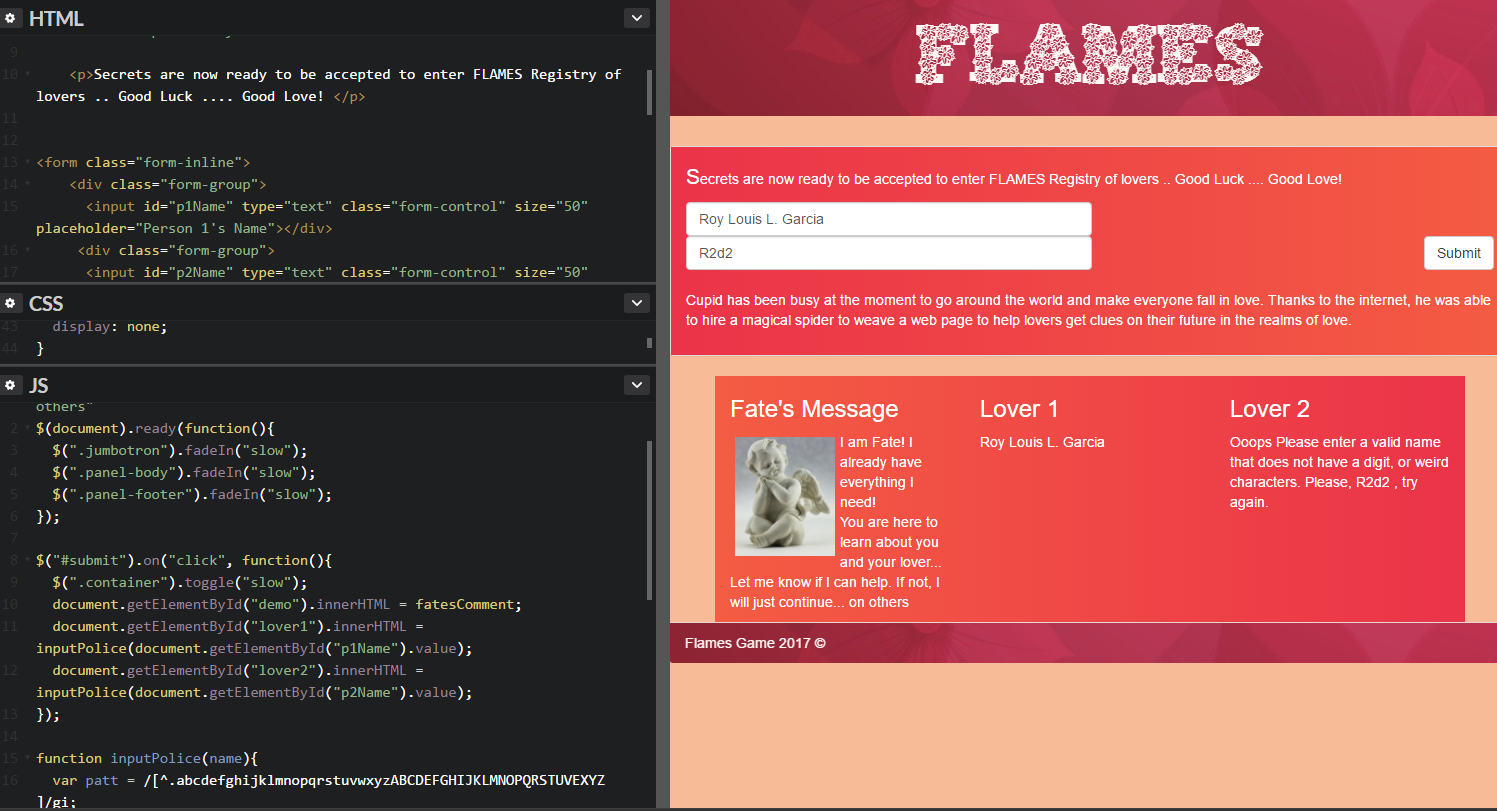 HTML
9
10 <p>Secrets are now ready to be accepted to enter FLAMES Registry of
lovers .. Good Luck .... Good Love! </p>
11
12
13 <form class="form-inline">
14 <div class="form-group">
15 <input id="p1Name" type="text" class="form-control" size="50"
placeholder="Person 1's Name"></div>
16 <div class="form-group">
17 <input id="p2Name" type="text" class="form-control" size="50"
CSS
43 display: none;
44 }
JS
others"
2 $(document).ready(function(){
3 $(".jumbotron").fadeIn("slow");
4 $(".panel-body").fadeIn("slow");
5 $(".panel-footer").fadeIn("slow");
6 });
7
8 $("#submit").on("click", function(){
9 $(".container").toggle("slow");
10 document.getElementById("demo").innerHTML = fatesComment;
11 document.getElementById("lover1").innerHTML =
inputPolice(document.getElementById("p1Name").value);
12 document.getElementById("lover2").innerHTML =
inputPolice(document.getElementById("p2Name").value);
13 });
14
15 function inputPolice(name){
16 var patt = /[^.abcdefghijklmnopqrstuvwxyzABCDEFGHIJKLMNOPQRSTUVEXYZ
]/gi;
FLAMES
Secrets are now ready to be accepted to enter FLAMES Registry of lovers .. Good Luck .... Good Love!
Roy Louis L. Garcia
R2d2
Submit
Cupid has been busy at the moment to go around the world and make everyone fall in love. Thanks to the internet, he was able
to hire a magical spider to weave a web page to help lovers get clues on their future in the realms of love.
Fate's Message
I am Fate! I
already have
everything I
need!
You are here to
learn about you
and your lover...
Let me know if I can help. If not, I
will just continue... on others
Lover 1
Roy Louis L. Garcia
Lover 2
Ooops Please enter a valid name
that does not have a digit, or weird
characters. Please, R2d2 , try
again.
Flames Game 2017 ©